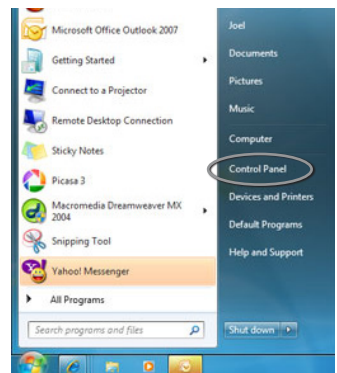 Microsoft Office Outlook 2007
Getting Started
Connect to a Projector
Remote Desktop Connection
Sticky Notes
Picasa 3
Macromedia Dreamweaver MX
2004
Snipping Tool
Yahoo! Messenger
All Programs
Search programs and files
Joel
Documents
Pictures
Music
Computer
Control Panel
Devices and Printers
Default Programs
Help and Support
Shut down